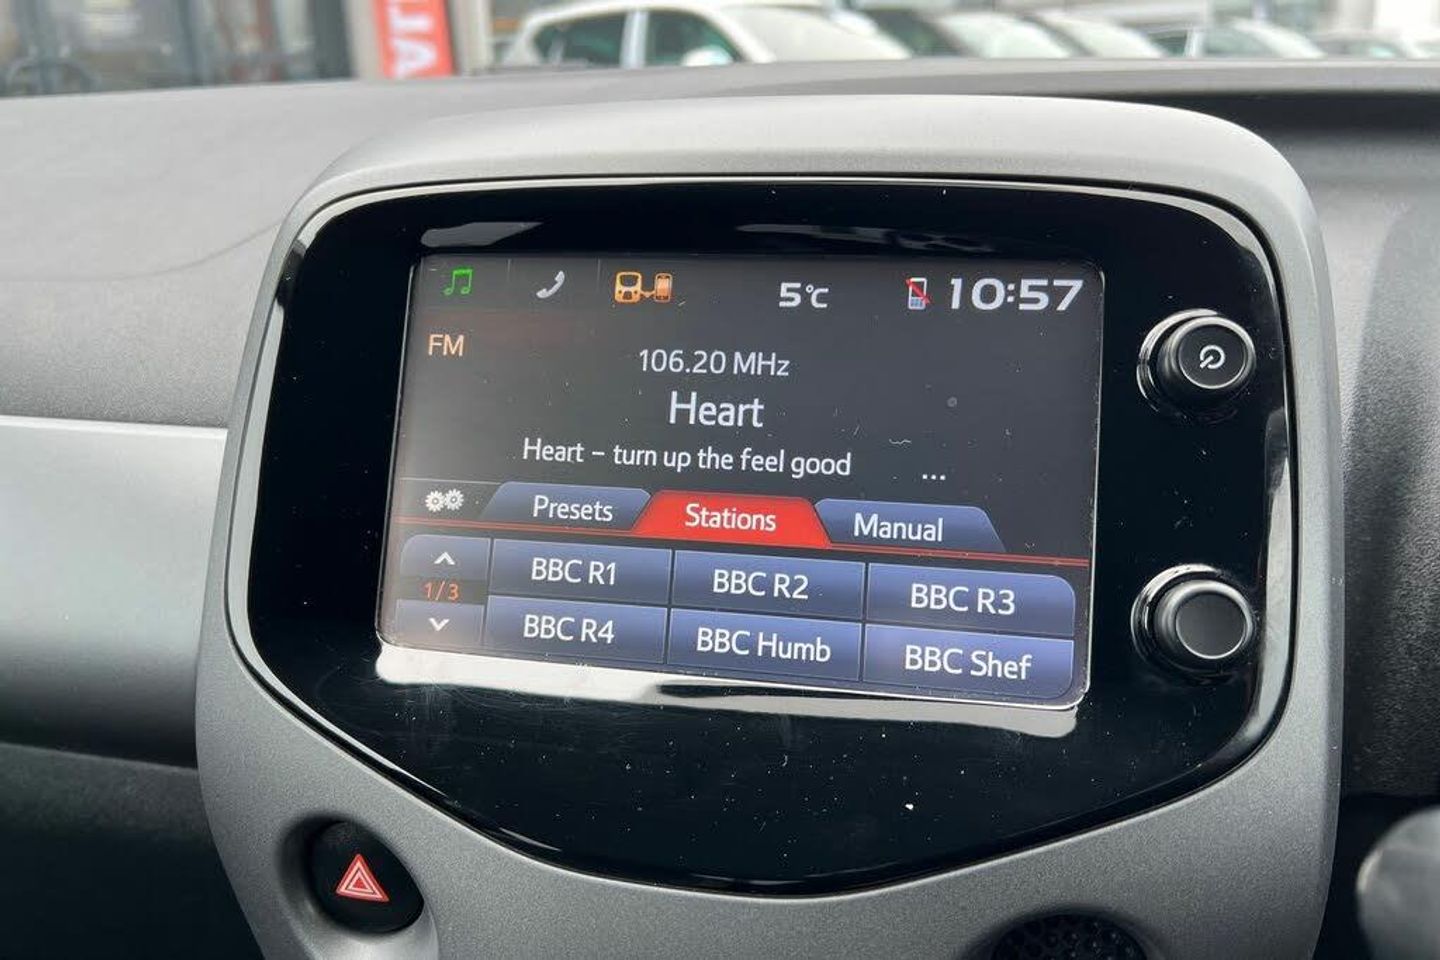 5°C
10:57
FM
106.20 MHz
Heart
Heart – turn up the feel good ...
Presets Stations Manual
1/3
BBC R1 BBC R2 BBC R3
BBC R4 BBC Humb BBC Shef